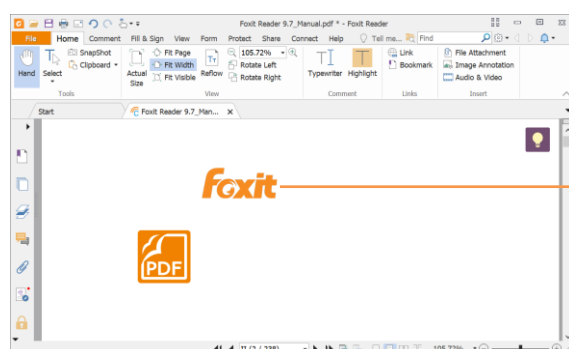 Foxit Reader 9.7_Manual.pdf * - Foxit Reader
File Home Comment Fill & Sign View Form Protect Share Connect Help Tell me... Find
Hand
Select
SnapShot
Clipboard
Actual Size
Fit Page
Fit Width
Fit Visible
Reflow
105.72%
Rotate Left
Rotate Right
Typewriter
Highlight
Link
Bookmark
File Attachment
Image Annotation
Audio & Video
Tools View Comment Links Insert
Start Foxit Reader 9.7_Man...
Foxit
PDF
105.72%